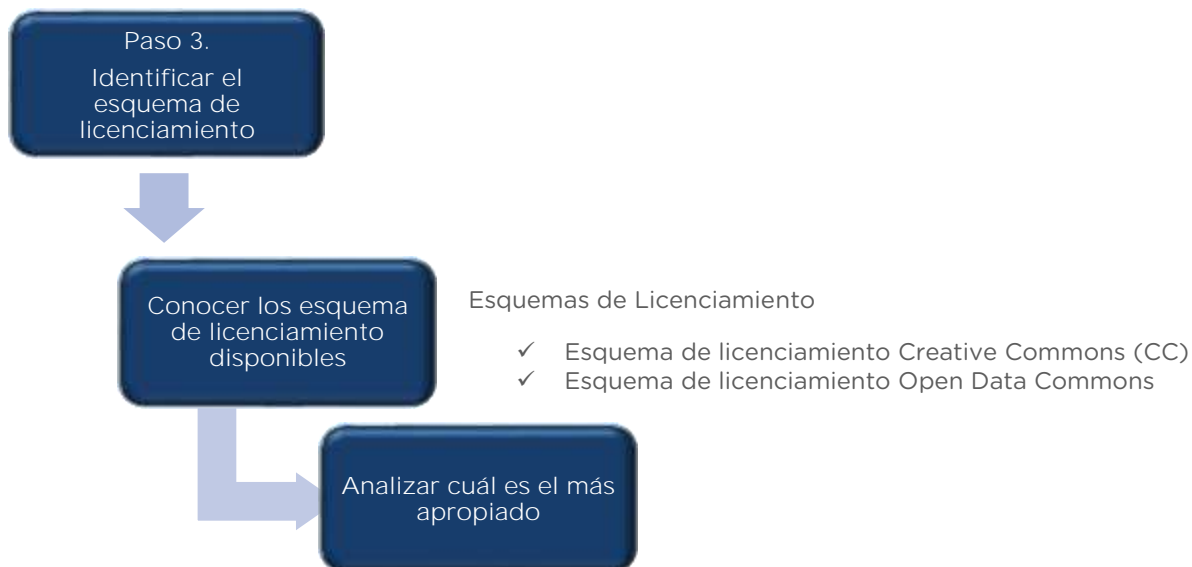 Paso 3.
Identificar el
esquema de
licenciamiento
Conocer los esquema
de licenciamiento
disponibles
Esquemas de Licenciamiento
✓ Esquema de licenciamiento Creative Commons (CC)
✓ Esquema de licenciamiento Open Data Commons
Analizar cuál es el más
apropiado